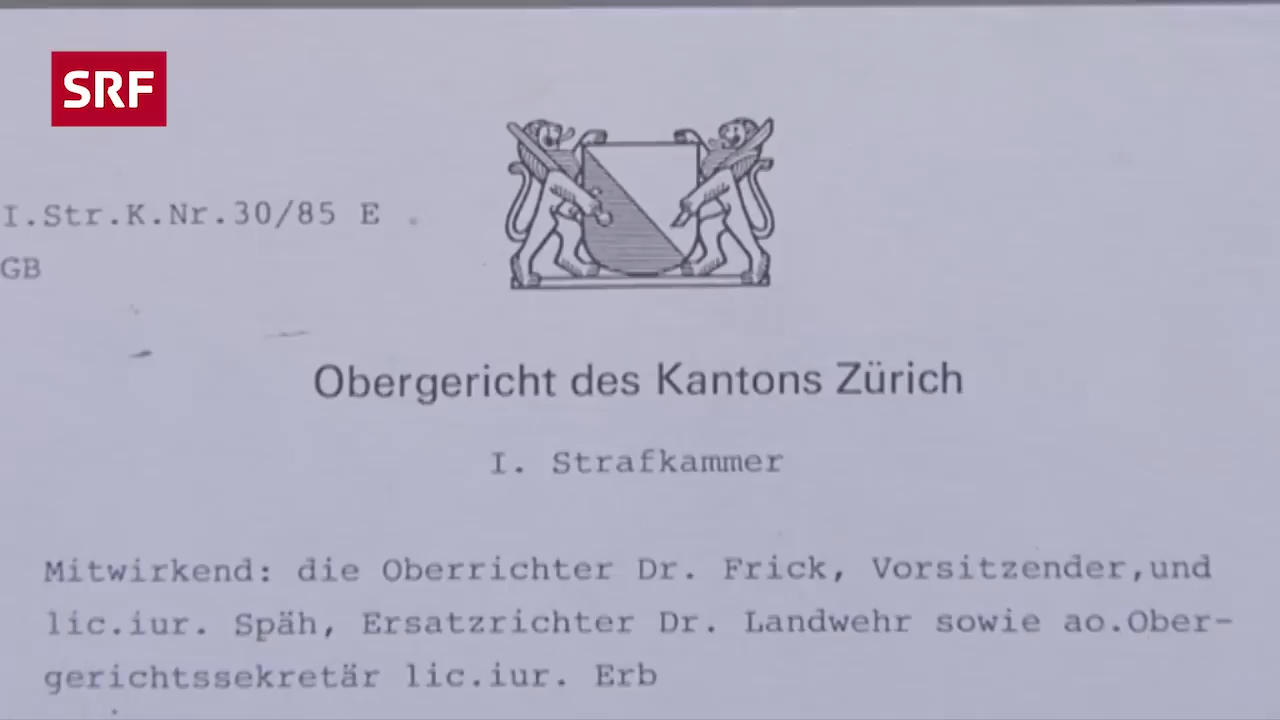 SRF
I.Str.K.Nr.30/85 E
GB
Obergericht des Kantons Zürich
I. Strafkammer
Mitwirkend: die Oberrichter Dr. Frick, Vorsitzender,und
lic.iur. Späh, Ersatzrichter Dr. Landwehr sowie ao.Ober-
gerichtssekretär lic.iur. Erb